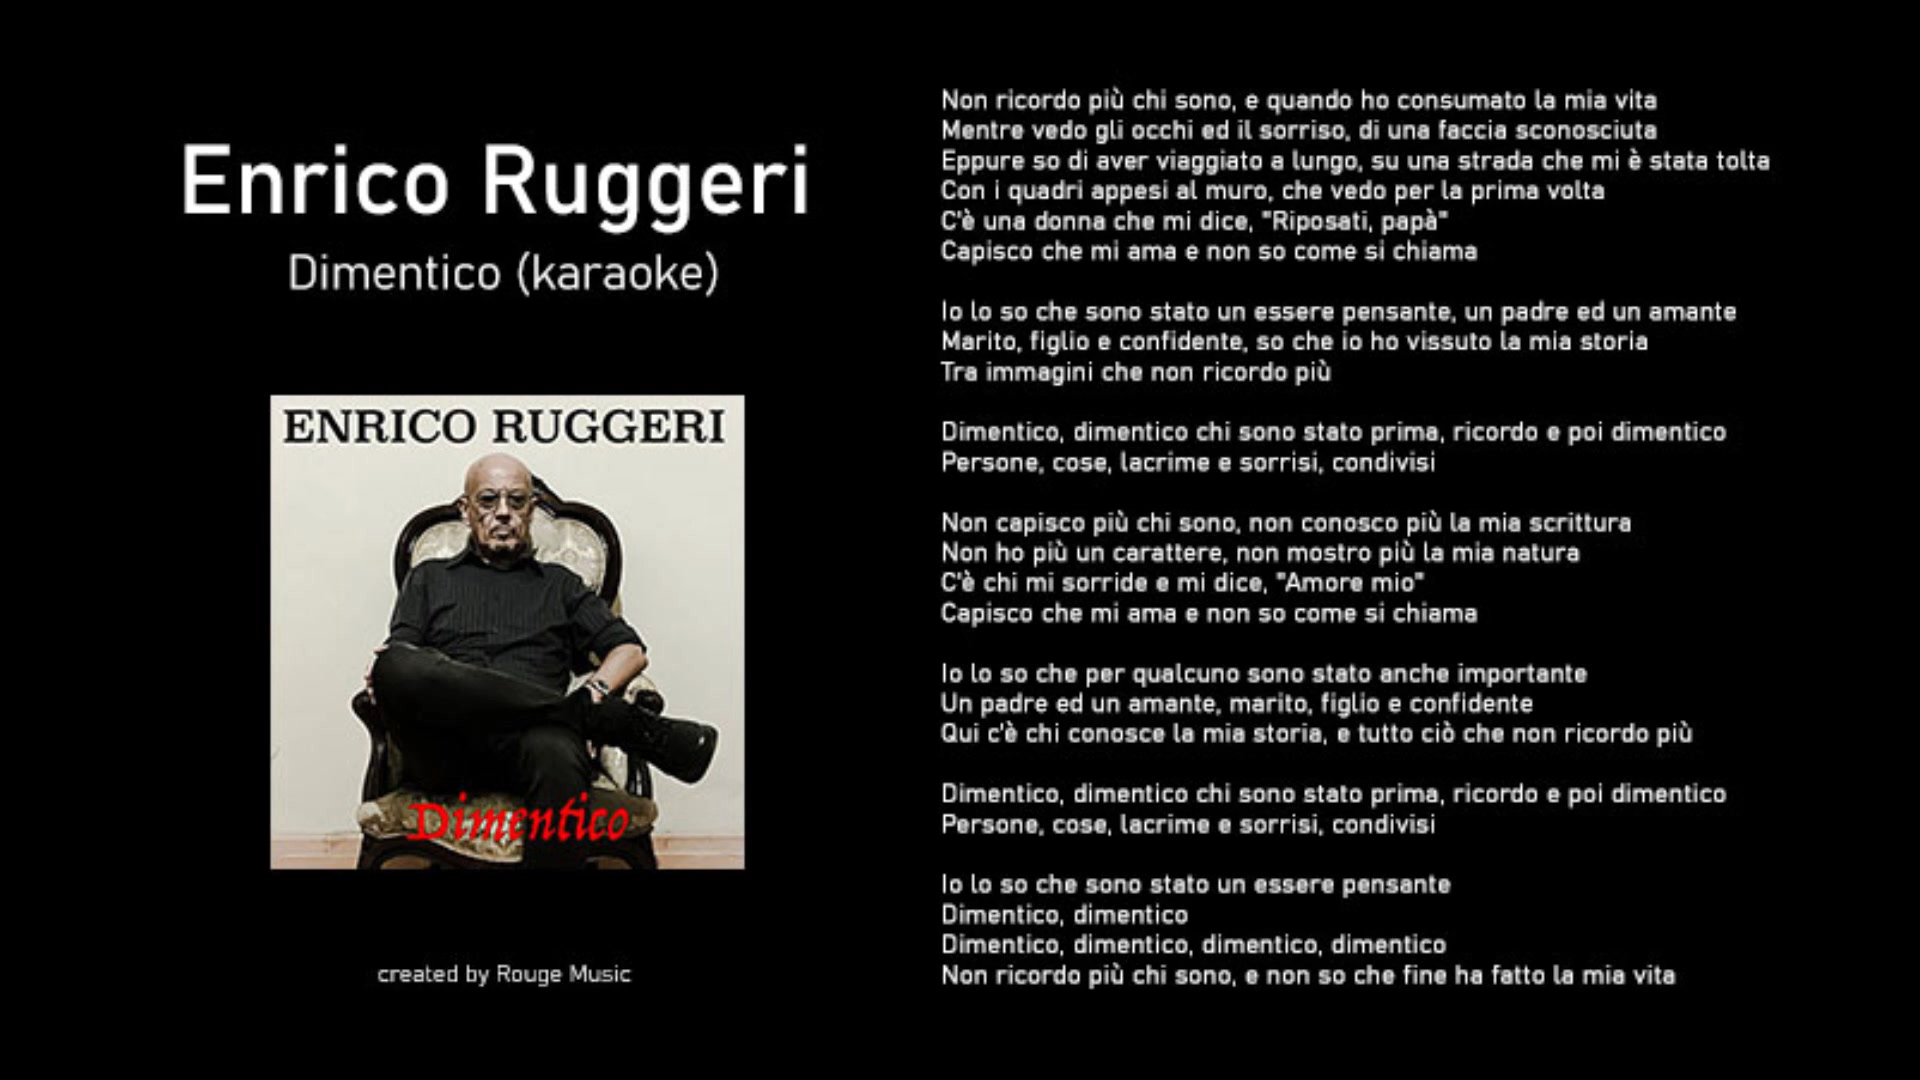 Enrico Ruggeri
Dimentico (karaoke)
ENRICO RUGGERI
Dimentico
created by Rouge Music
Non ricordo più chi sono, e quando ho consumato la mia vita
Mentre vedo gli occhi ed il sorriso, di una faccia sconosciuta
Eppure so di aver viaggiato a lungo, su una strada che mi è stata tolta
Con i quadri appesi al muro, che vedo per la prima volta
C'è una donna che mi dice, "Riposati, papà"
Capisco che mi ama e non so come si chiama
Io lo so che sono stato un essere pensante, un padre ed un amante
Marito, figlio e confidente, so che io ho vissuto la mia storia
Tra immagini che non ricordo più
Dimentico, dimentico chi sono stato prima, ricordo e poi dimentico
Persone, cose, lacrime e sorrisi, condivisi
Non capisco più chi sono, non conosco più la mia scrittura
Non ho più un carattere, non mostro più la mia natura
C'è chi mi sorride e mi dice, "Amore mio"
Capisco che mi ama e non so come si chiama
Io lo so che per qualcuno sono stato anche importante
Un padre ed un amante, marito, figlio e confidente
Qui c'è chi conosce la mia storia, e tutto ciò che non ricordo più
Dimentico, dimentico chi sono stato prima, ricordo e poi dimentico
Persone, cose, lacrime e sorrisi, condivisi
Io lo so che sono stato un essere pensante
Dimentico, dimentico
Dimentico, dimentico, dimentico, dimentico
Non ricordo più chi sono, e non so che fine ha fatto la mia vita